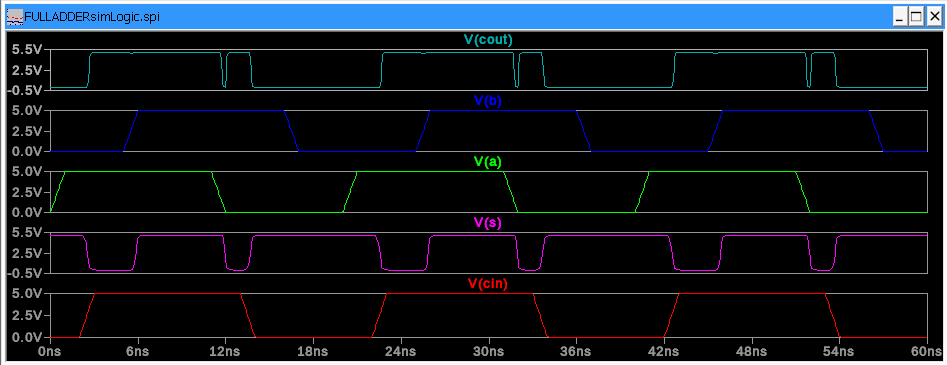 FULLADDERsimLogic.spi
V(cout)
5.5V
2.5V
-0.5V
V(b)
5.0V
2.5V
0.0V
V(a)
5.0V
2.5V
0.0V
V(s)
5.5V
2.5V
-0.5V
V(cin)
5.0V
2.5V
0.0V
0ns 6ns 12ns 18ns 24ns 30ns 36ns 42ns 48ns 54ns 60ns